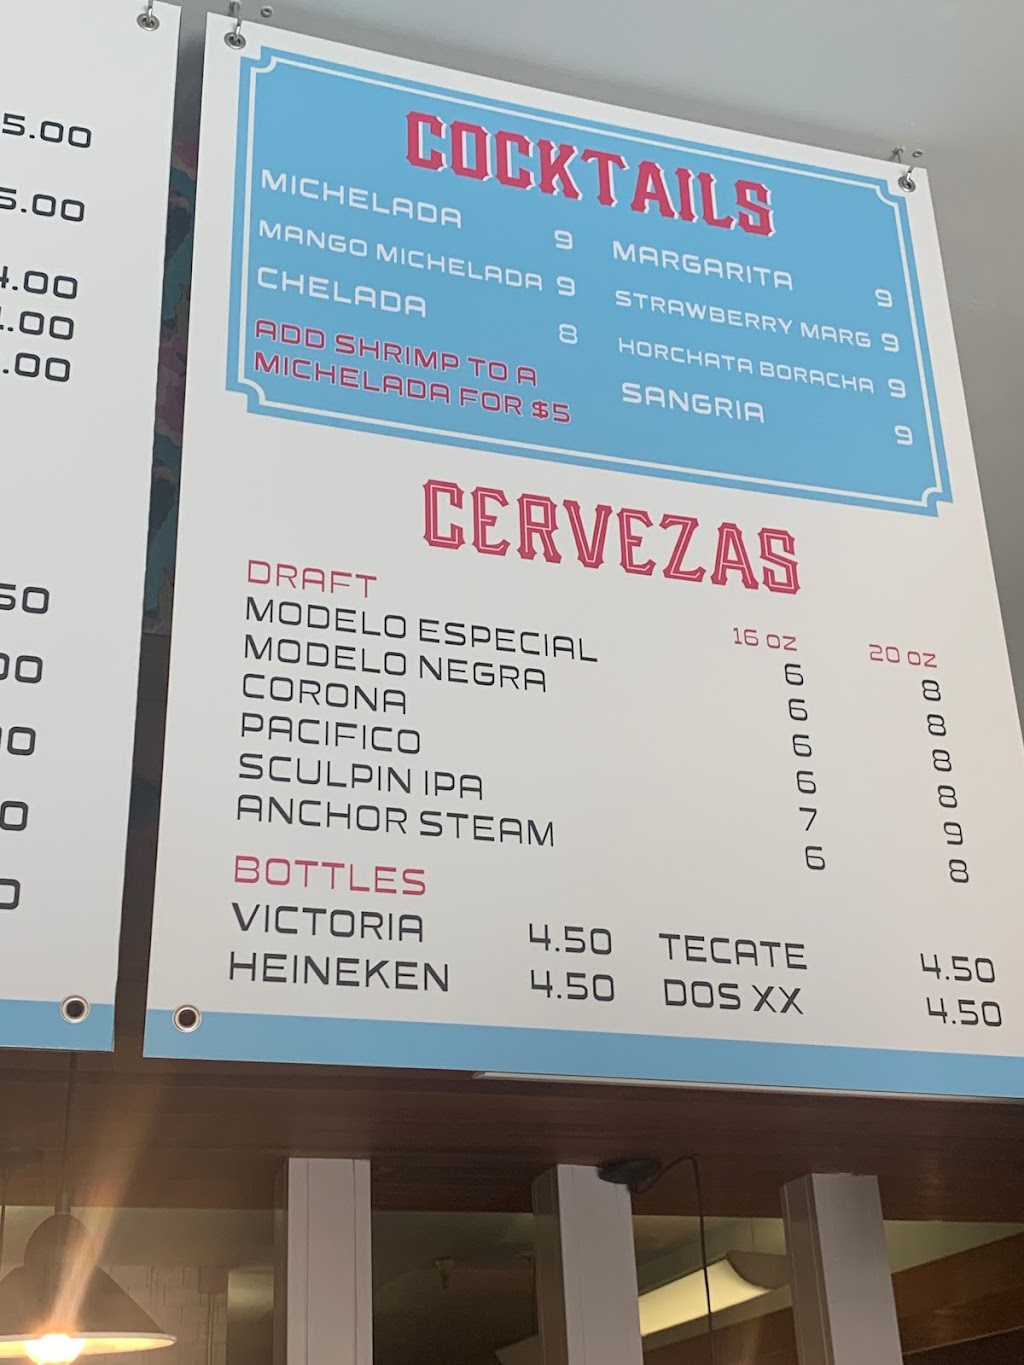 5.00
5.00
4.00
.00
.00
50
00
00
0
COCKTAILS
MICHELADA 9
MANGO MICHELADA 9
CHELADA 8
ADD SHRIMP TO A
MICHELADA FOR $5
MARGARITA 9
STRAWBERRY MARG 9
HORCHATA BORACHA 9
SANGRIA 9
CERVEZAS
DRAFT 16 OZ 20 OZ
MODELO ESPECIAL 6 8
MODELO NEGRA 6 8
CORONA 6 8
PACIFICO 6 8
SCULPIN IPA 7 9
ANCHOR STEAM 6 8
BOTTLES
VICTORIA 4.50 TECATE 4.50
HEINEKEN 4.50 DOS XX 4.50